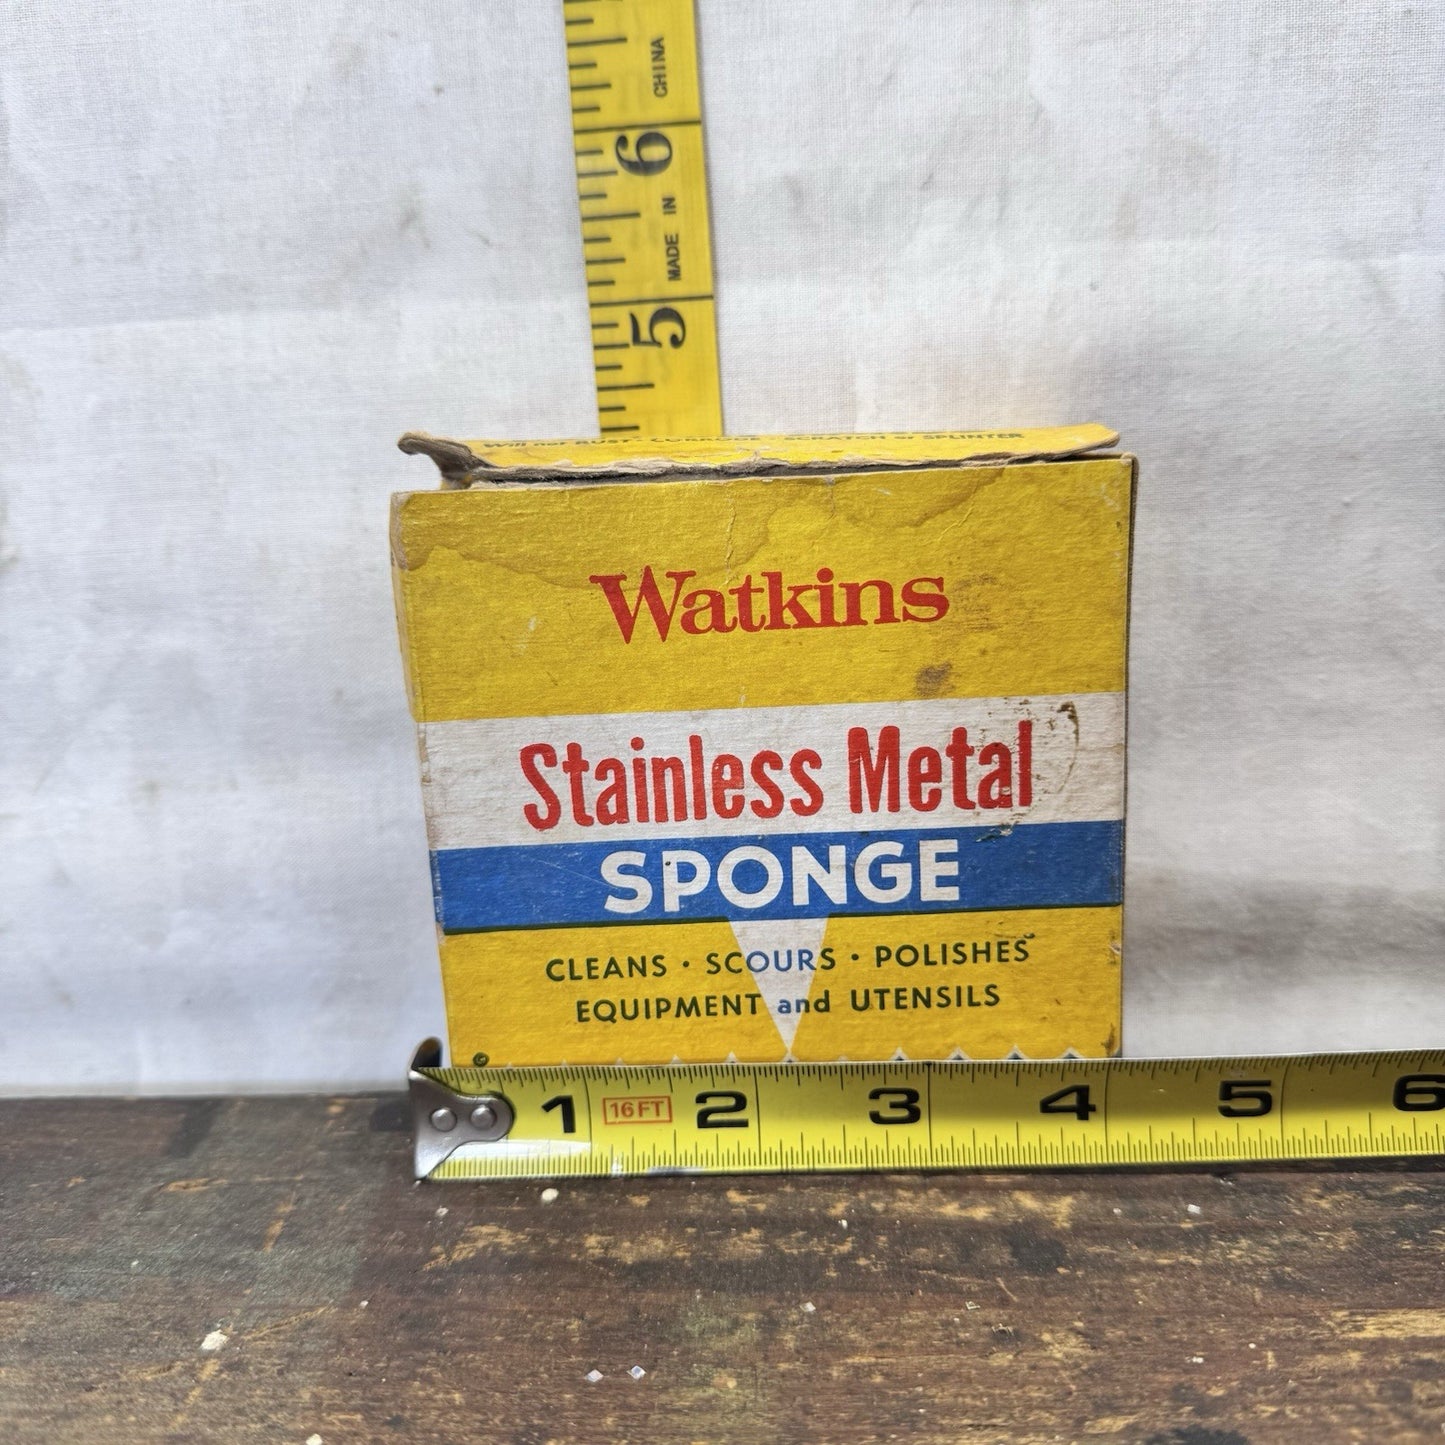 CHINA
6
MADE IN
5
Will not RUST · CORRODE · SCRATCH or SPLINTER
Watkins
Stainless Metal
SPONGE
CLEANS · SCOURS · POLISHES
EQUIPMENT and UTENSILS
©
1 16FT 2 3 4 5 6